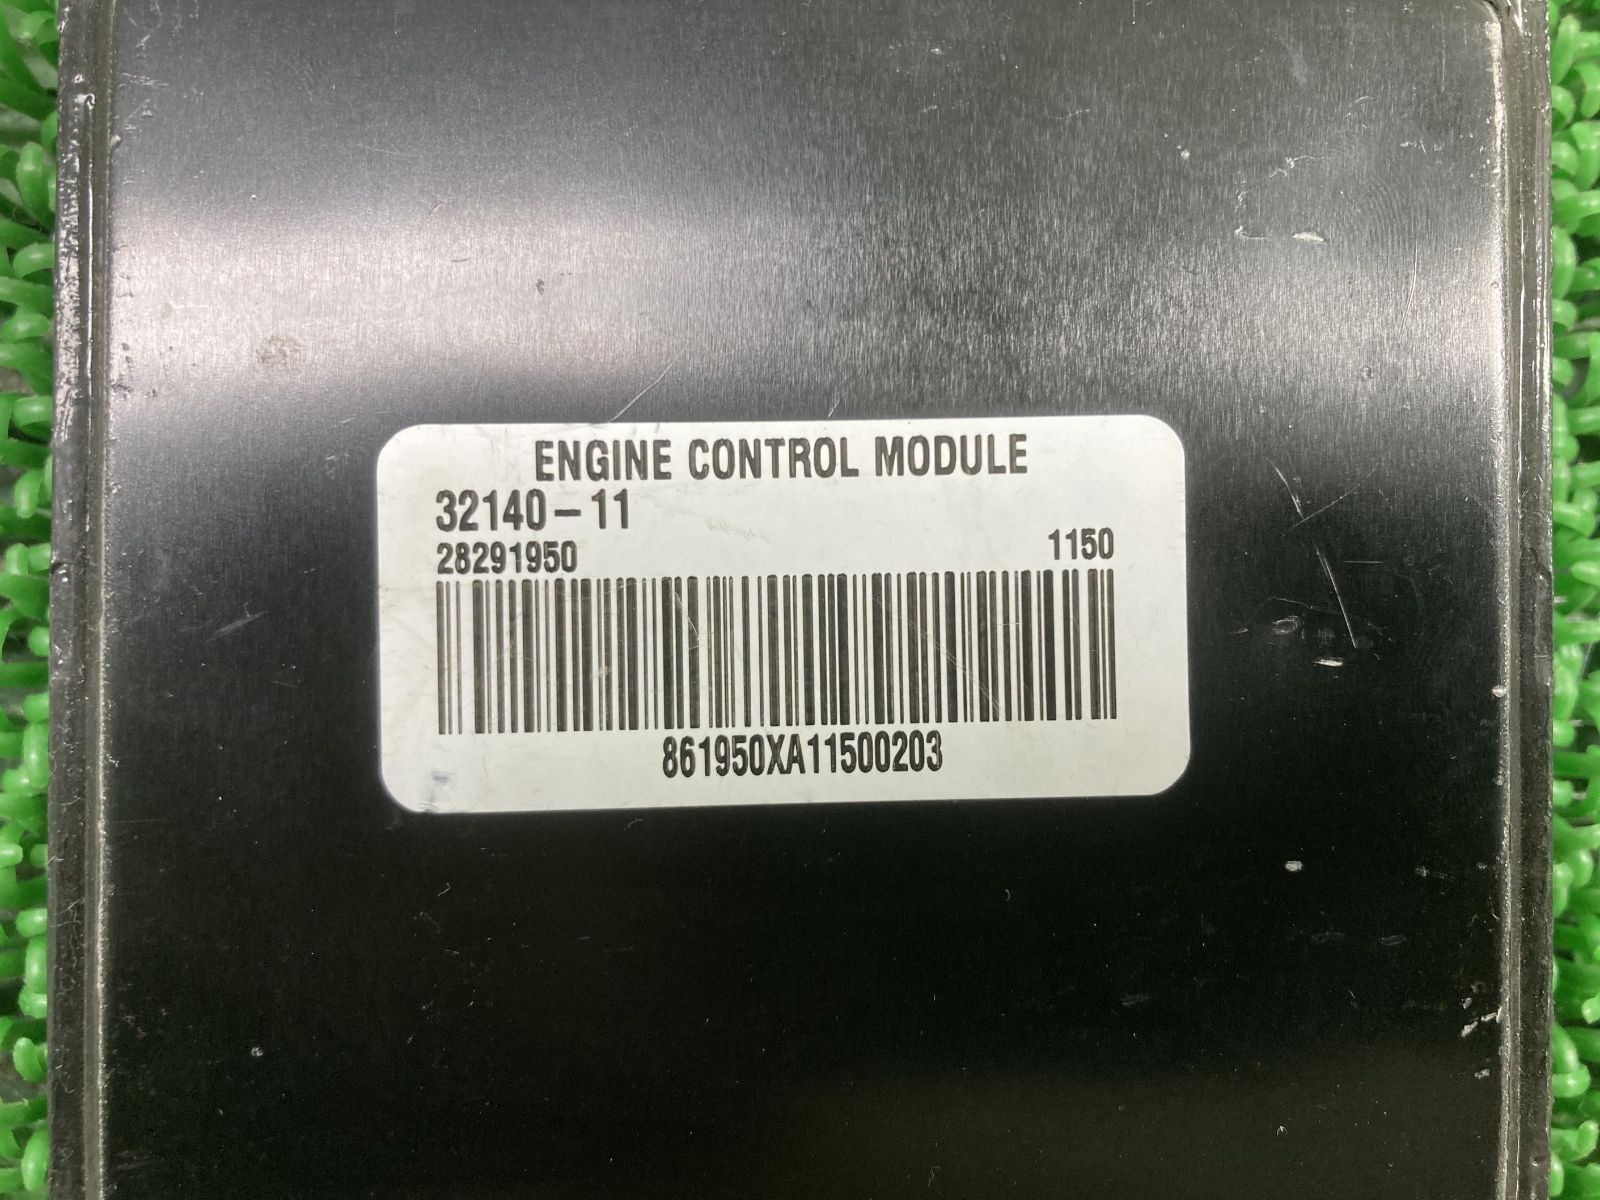 ENGINE CONTROL MODULE
32140-11
28291950 1150
861950XA11500203